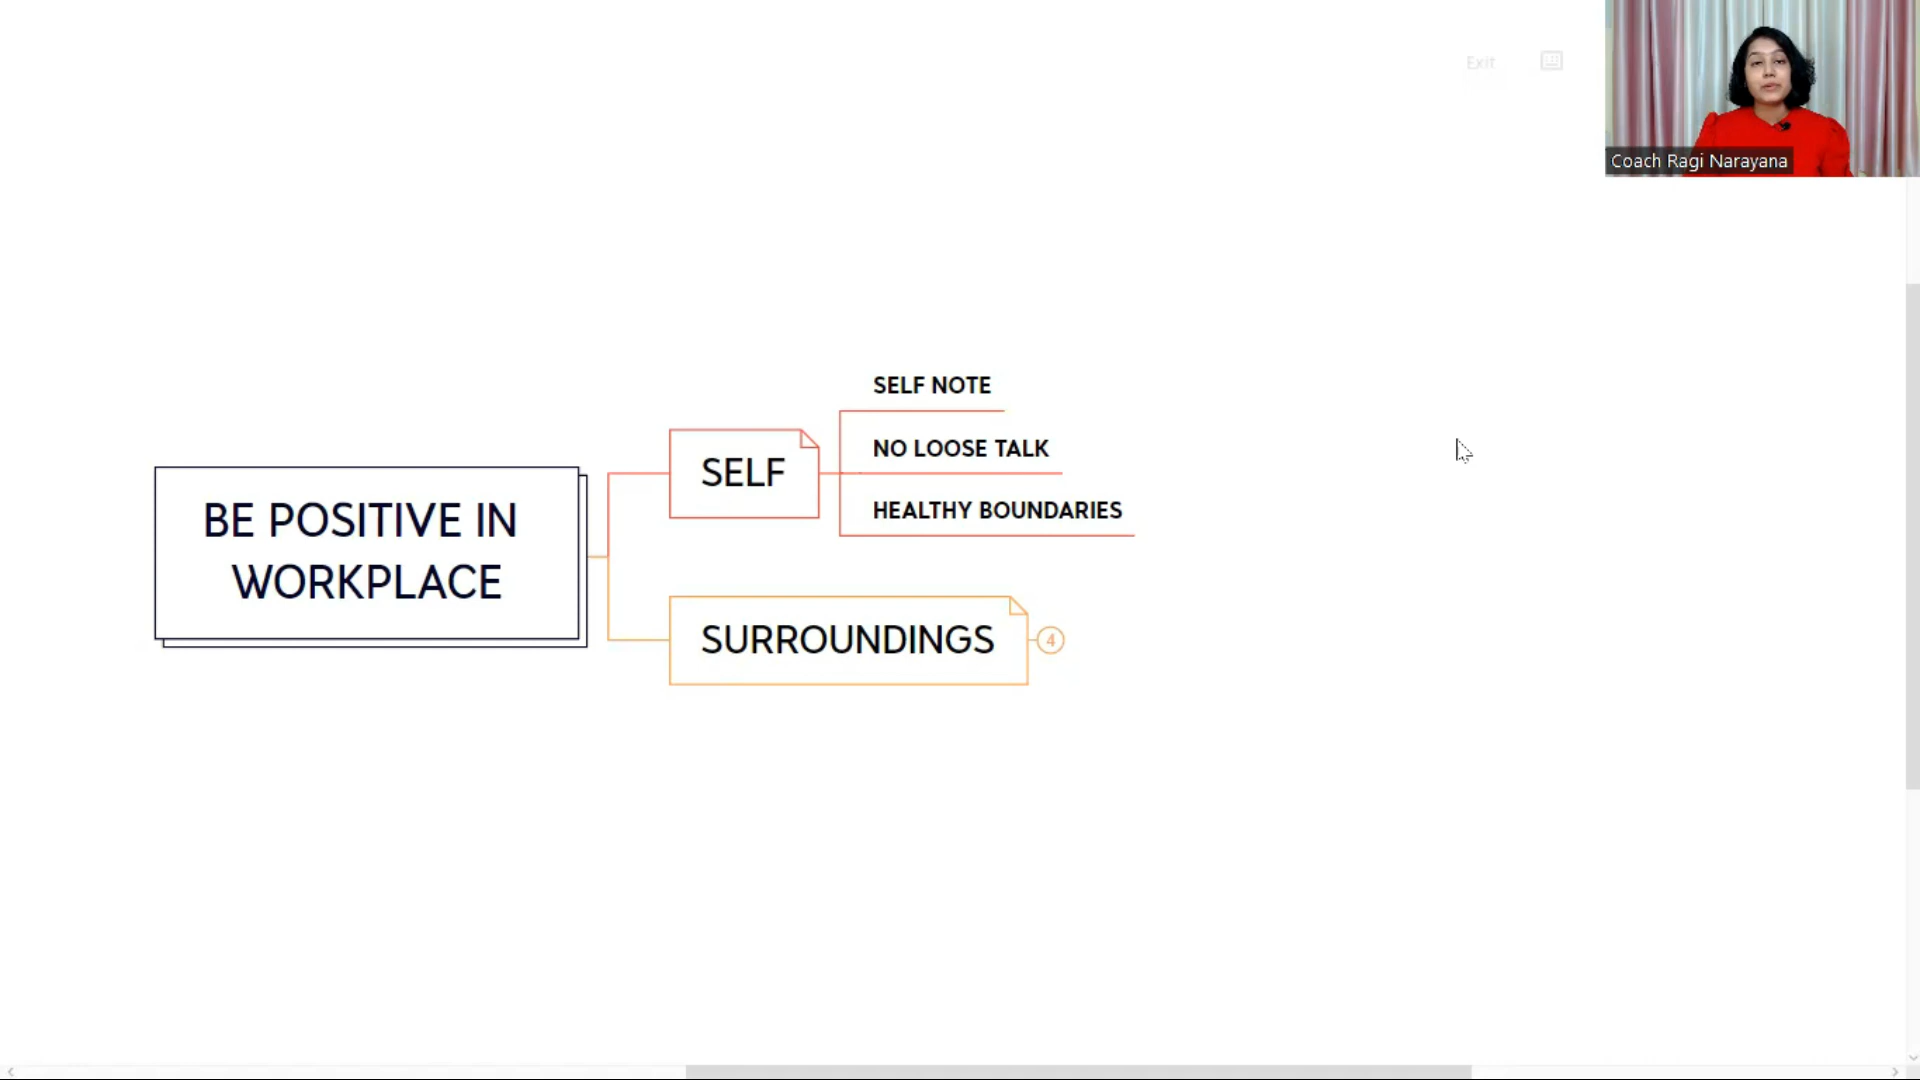 Exit
Coach Ragi Narayana
SELF NOTE
NO LOOSE TALK
HEALTHY BOUNDARIES
SELF
BE POSITIVE IN
WORKPLACE
SURROUNDINGS
4